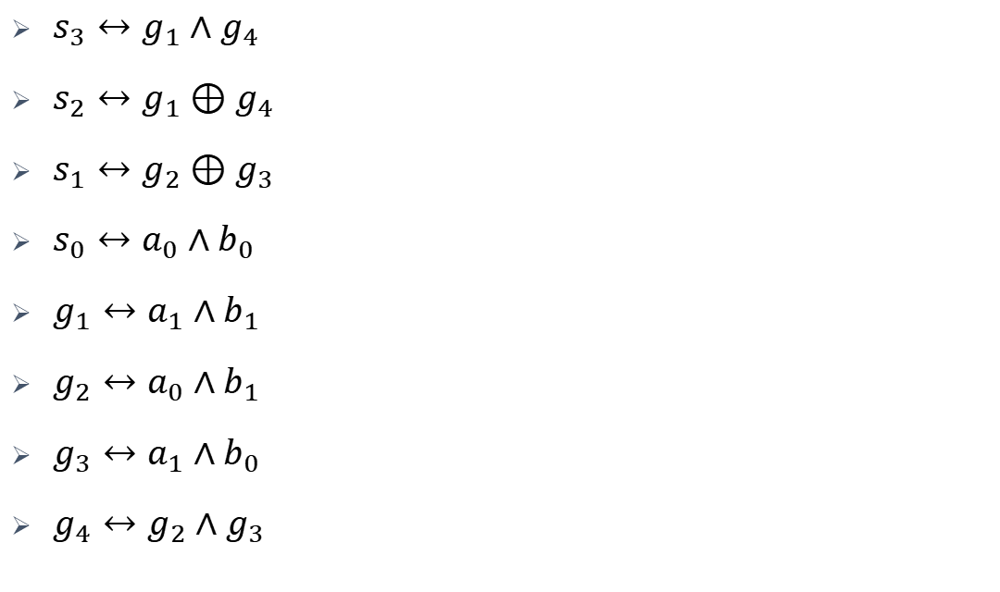 ➢ s₃ ↔ g₁ ∧ g₄
➢ s₂ ↔ g₁ ⊕ g₄
➢ s₁ ↔ g₂ ⊕ g₃
➢ s₀ ↔ a₀ ∧ b₀
➢ g₁ ↔ a₁ ∧ b₁
➢ g₂ ↔ a₀ ∧ b₁
➢ g₃ ↔ a₁ ∧ b₀
➢ g₄ ↔ g₂ ∧ g₃